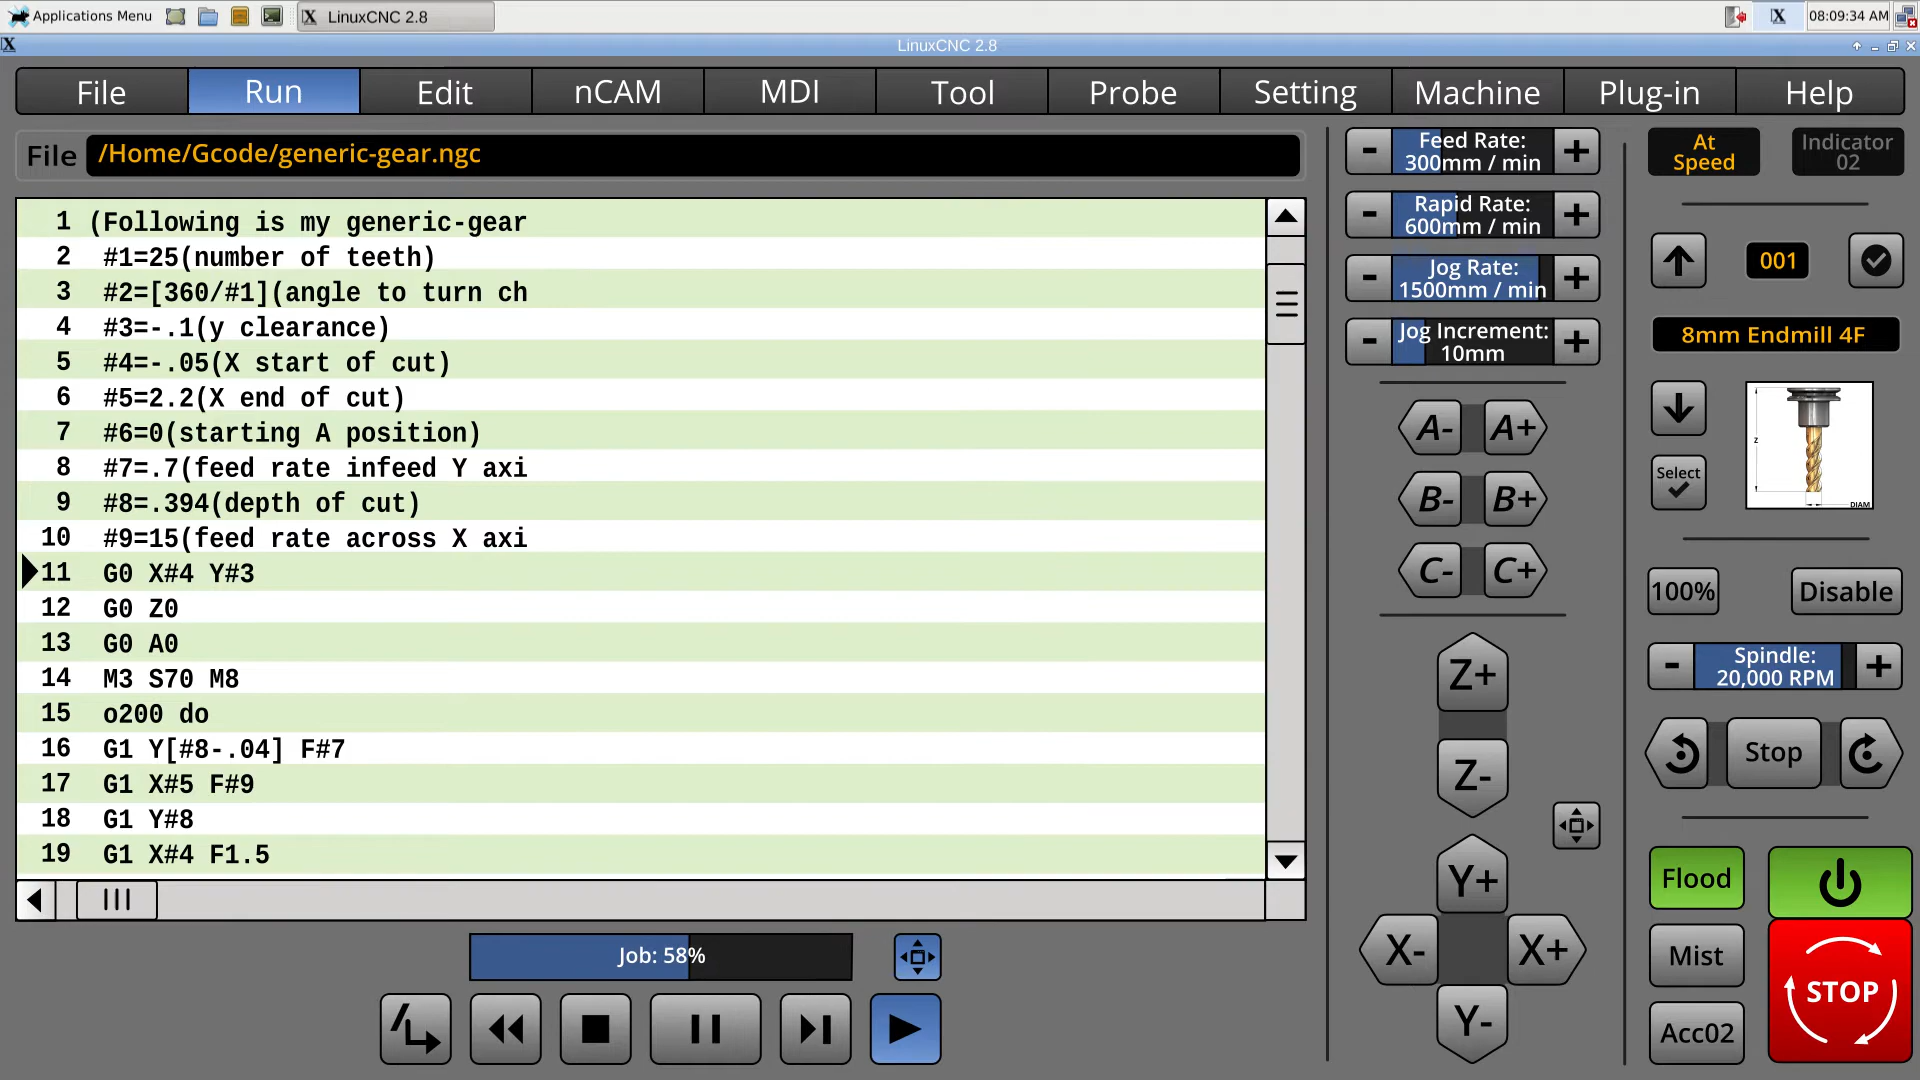 Applications Menu
LinuxCNC 2.8
08:09:34 AM
LinuxCNC 2.8
File
Run
Edit
nCAM
MDI
Tool
Probe
Setting
Machine
Plug-in
Help
File /Home/Gcode/generic-gear.ngc
1 (Following is my generic-gear
2 #1=25(number of teeth)
3 #2=[360/#1](angle to turn ch
4 #3=-.1(y clearance)
5 #4=-.05(X start of cut)
6 #5=2.2(X end of cut)
7 #6=0(starting A position)
8 #7=.7(feed rate infeed Y axi
9 #8=.394(depth of cut)
10 #9=15(feed rate across X axi
11 G0 X#4 Y#3
12 G0 Z0
13 G0 A0
14 M3 S70 M8
15 o200 do
16 G1 Y[#8-.04] F#7
17 G1 X#5 F#9
18 G1 Y#8
19 G1 X#4 F1.5
Job: 58%
- Feed Rate: +
300mm / min
- Rapid Rate: +
600mm / min
- Jog Rate: +
1500mm / min
- Jog Increment: +
10mm
A- A+
B- B+
C- C+
Z+
Z-
Y+
X- X+
Y-
At
Speed
Indicator
02
001
8mm Endmill 4F
Select
Z
DIAM
100%
Disable
- Spindle: +
20,000 RPM
Stop
Flood
Mist
Acc02
STOP